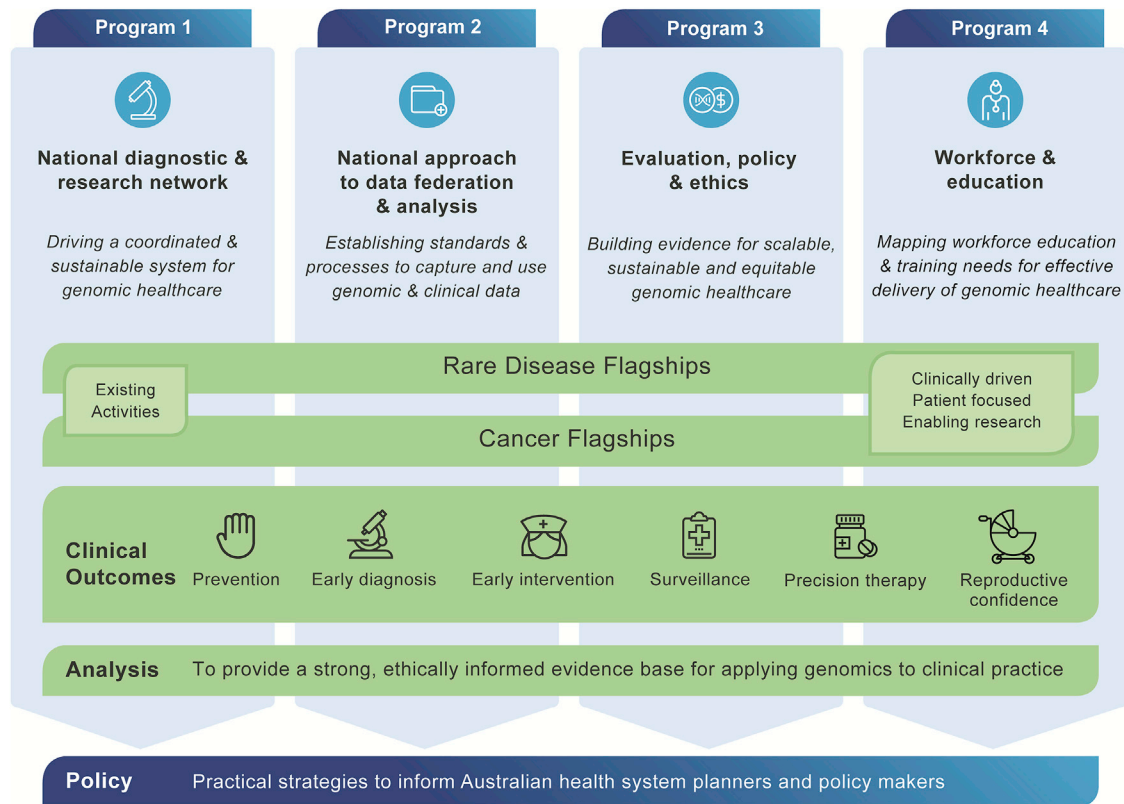 Program 1
Program 2
Program 3
Program 4
National diagnostic &
research network
National approach
to data federation
& analysis
Evaluation, policy
& ethics
Workforce &
education
Driving a coordinated &
sustainable system for
genomic healthcare
Establishing standards &
processes to capture and use
genomic & clinical data
Building evidence for scalable,
sustainable and equitable
genomic healthcare
Mapping workforce education
& training needs for effective
delivery of genomic healthcare
Rare Disease Flagships
Existing
Activities
Clinically driven
Patient focused
Enabling research
Cancer Flagships
Clinical
Outcomes
Prevention
Early diagnosis
Early intervention
Surveillance
Precision therapy
Reproductive
confidence
Analysis
To provide a strong, ethically informed evidence base for applying genomics to clinical practice
Policy
Practical strategies to inform Australian health system planners and policy makers